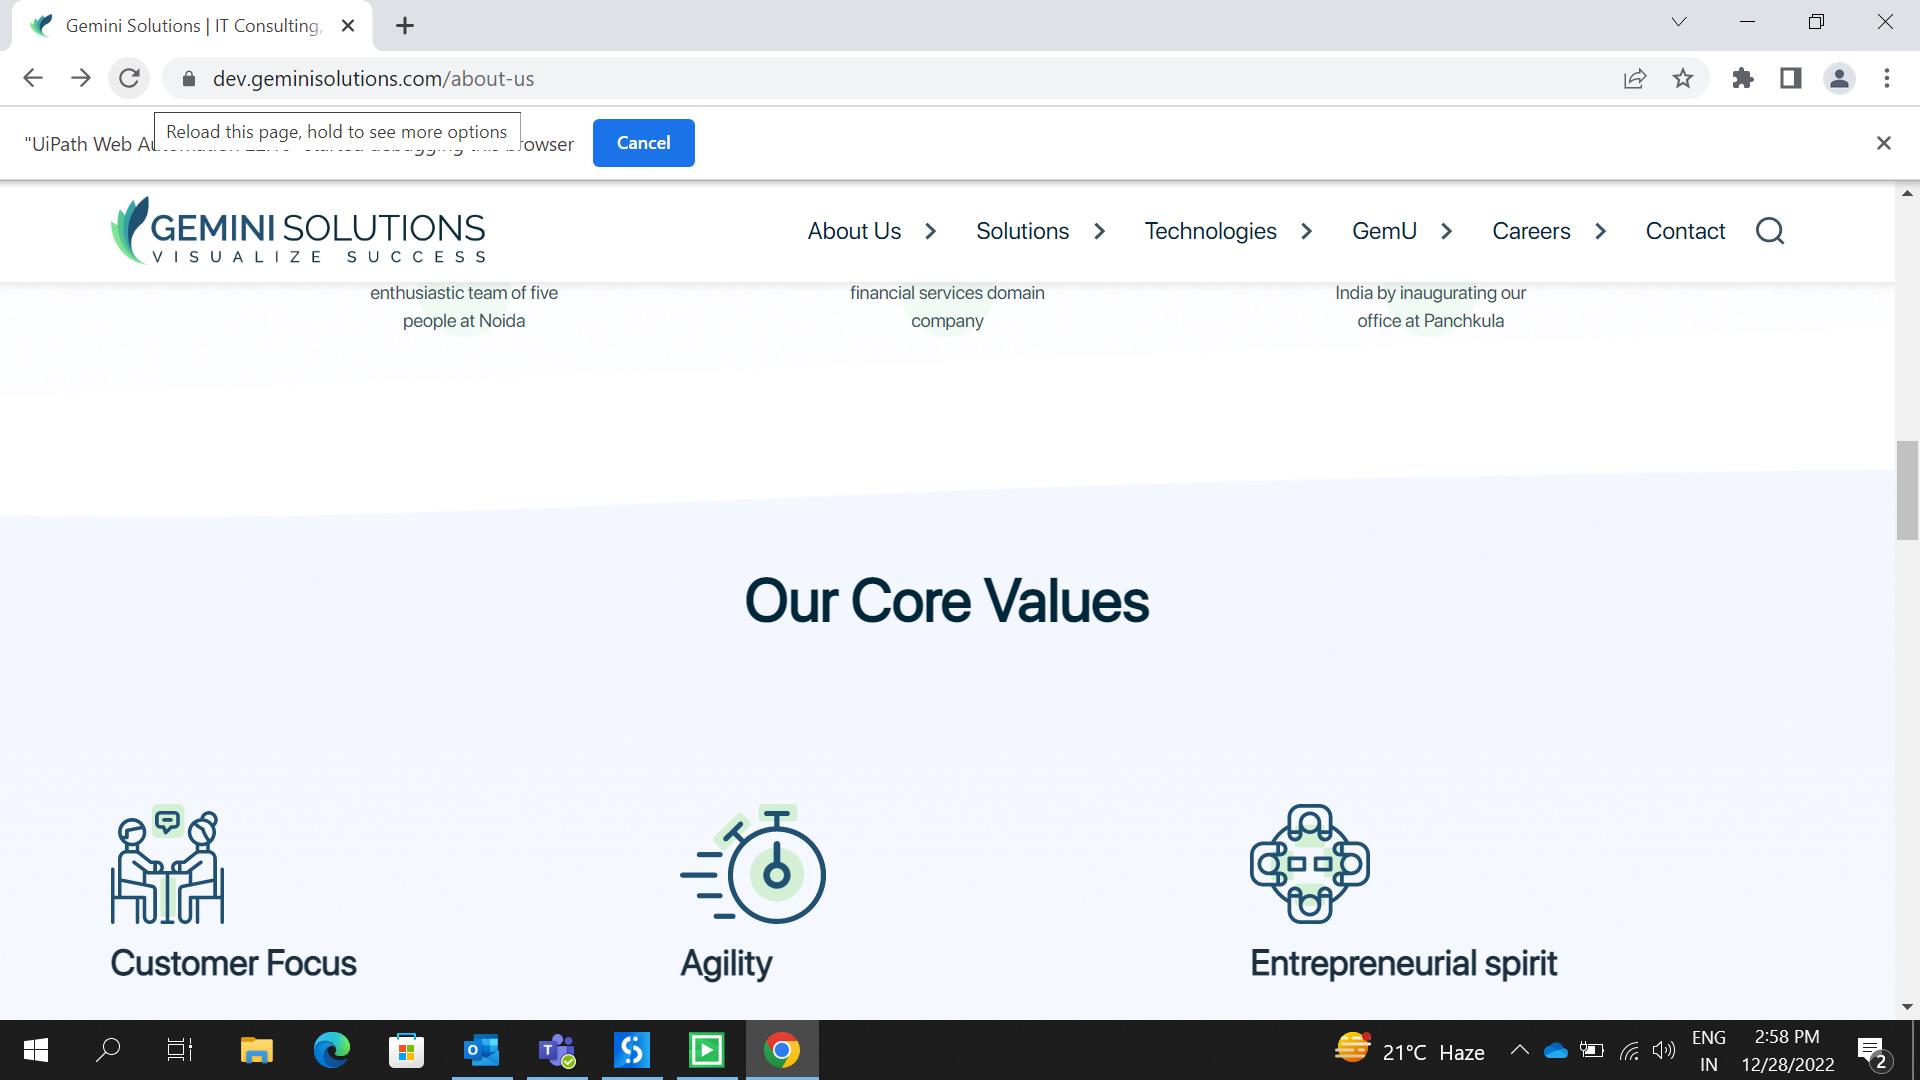 Gemini Solutions | IT Consulting,
dev.geminisolutions.com/about-us
Reload this page, hold to see more options
"UiPath Web started debugging this browser
Cancel
GEMINI SOLUTIONS
VISUALIZE SUCCESS
About Us
Solutions
Technologies
GemU
Careers
Contact
enthusiastic team of five
people at Noida
financial services domain
company
India by inaugurating our
office at Panchkula
Our Core Values
Customer Focus
Agility
Entrepreneurial spirit
21°C Haze
ENG
IN
2:58 PM
12/28/2022
2